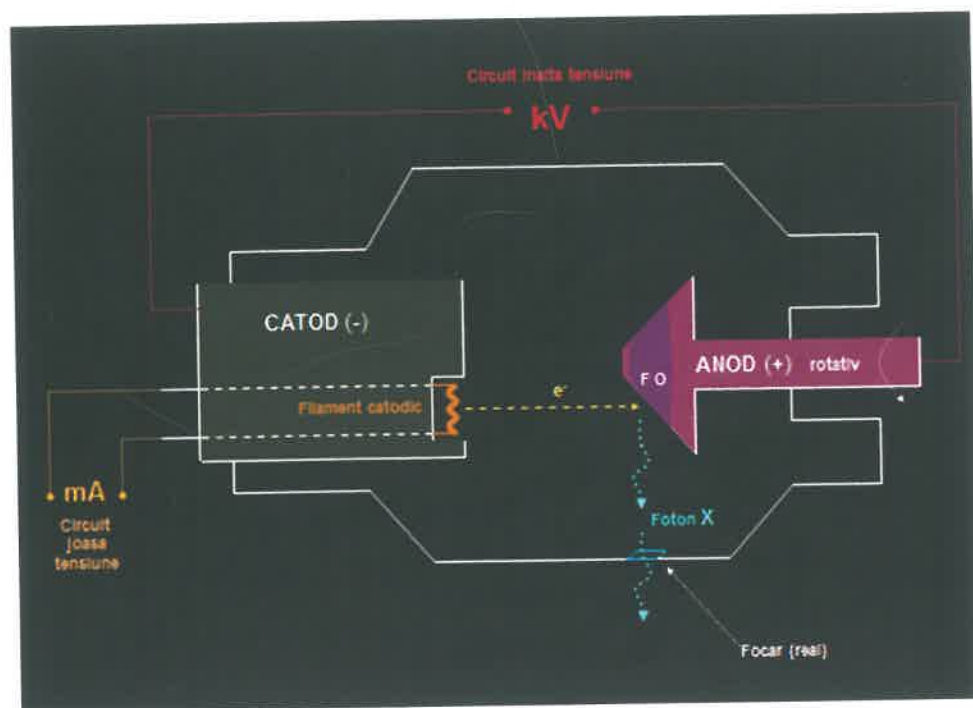 Circuit inalta tensiune
kV
CATOD (-)
ANOD (+) rotativ
F O
e-
Filament catodic
mA
Circuit
joasa
tensiune
Foton X
Focar (real)